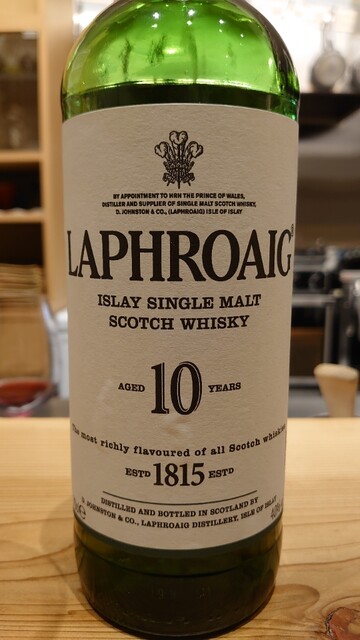 BY APPOINTMENT TO HRH THE PRINCE OF WALES,
DISTILLER AND SUPPLIER OF SINGLE MALT SCOTCH WHISKY,
D. JOHNSTON & CO., (LAPHROAIG) ISLE OF ISLAY
LAPHROAIG
ISLAY SINGLE MALT
SCOTCH WHISKY
AGED 10 YEARS
The most richly flavoured of all Scotch
ESTD 1815 ESTD
DISTILLED AND BOTTLED IN SCOTLAND BY
D. JOHNSTON & CO., LAPHROAIG DISTILLERY, ISLE OF ISLAY